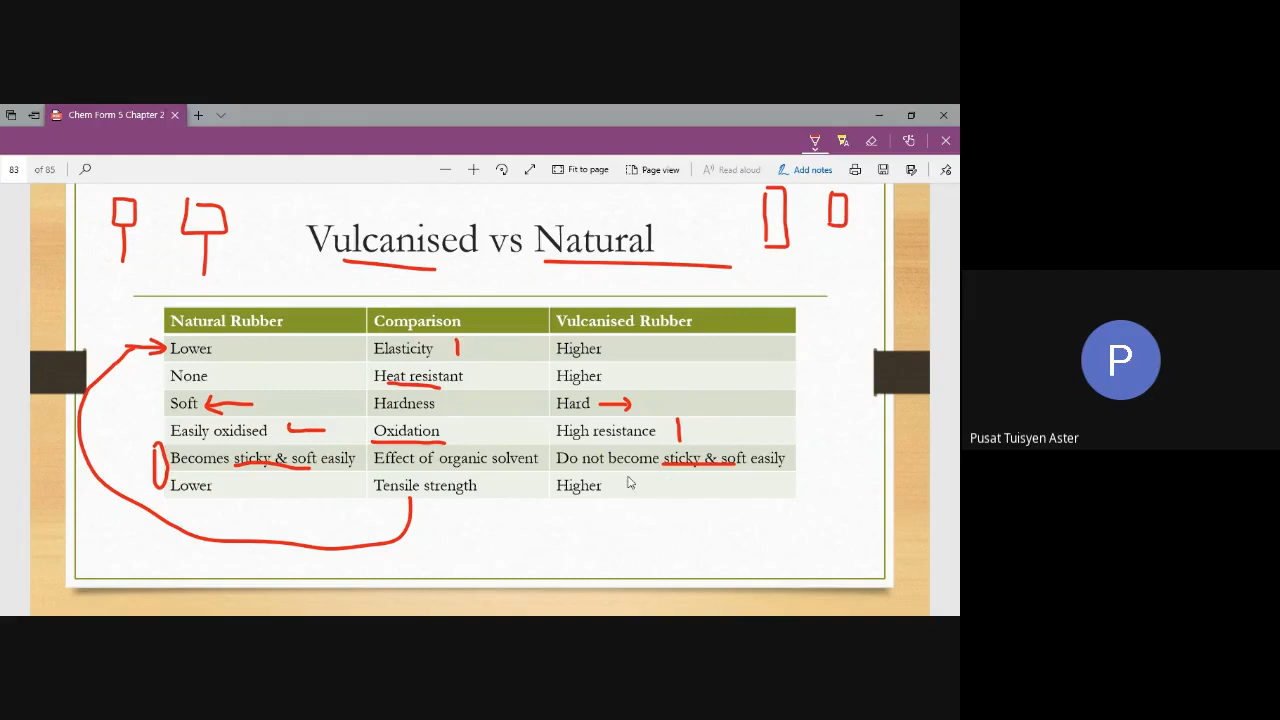 Chem Form 5 Chapter 2
83 of 85
Fit to page
Page view
Read aloud
Add notes
Vulcanised vs Natural
Natural Rubber Comparison Vulcanised Rubber
Lower Elasticity Higher
None Heat resistant Higher
Soft Hardness Hard
Easily oxidised Oxidation High resistance
Becomes sticky & soft easily Effect of organic solvent Do not become sticky & soft easily
Lower Tensile strength Higher
P
Pusat Tuisyen Aster